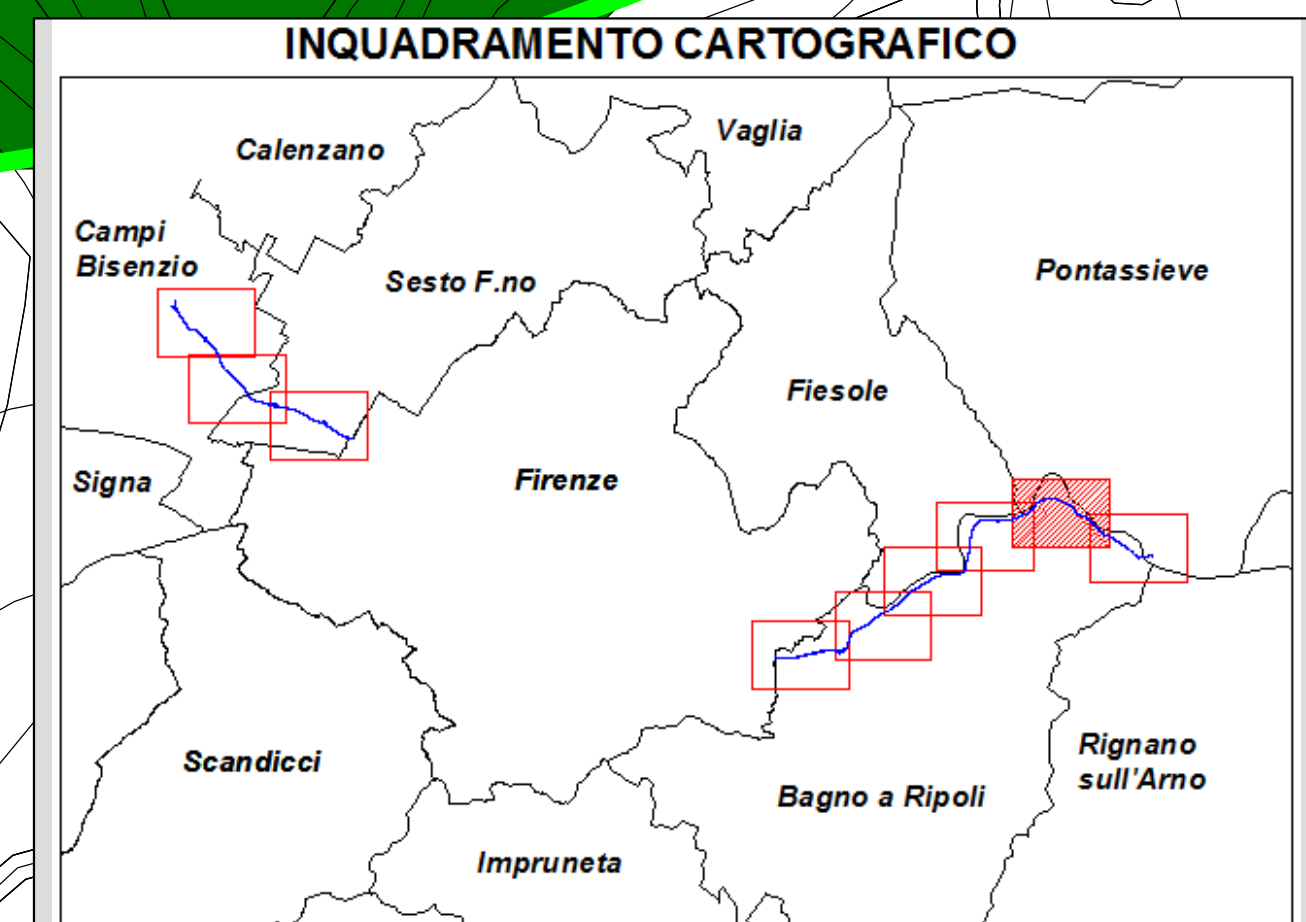 INQUADRAMENTO CARTOGRAFICO
Vaglia
Calenzano
Campi
Bisenzio
Sesto F.no
Pontassieve
Fiesole
Signa
Firenze
Scandicci
Rignano
sull'Arno
Bagno a Ripoli
Impruneta